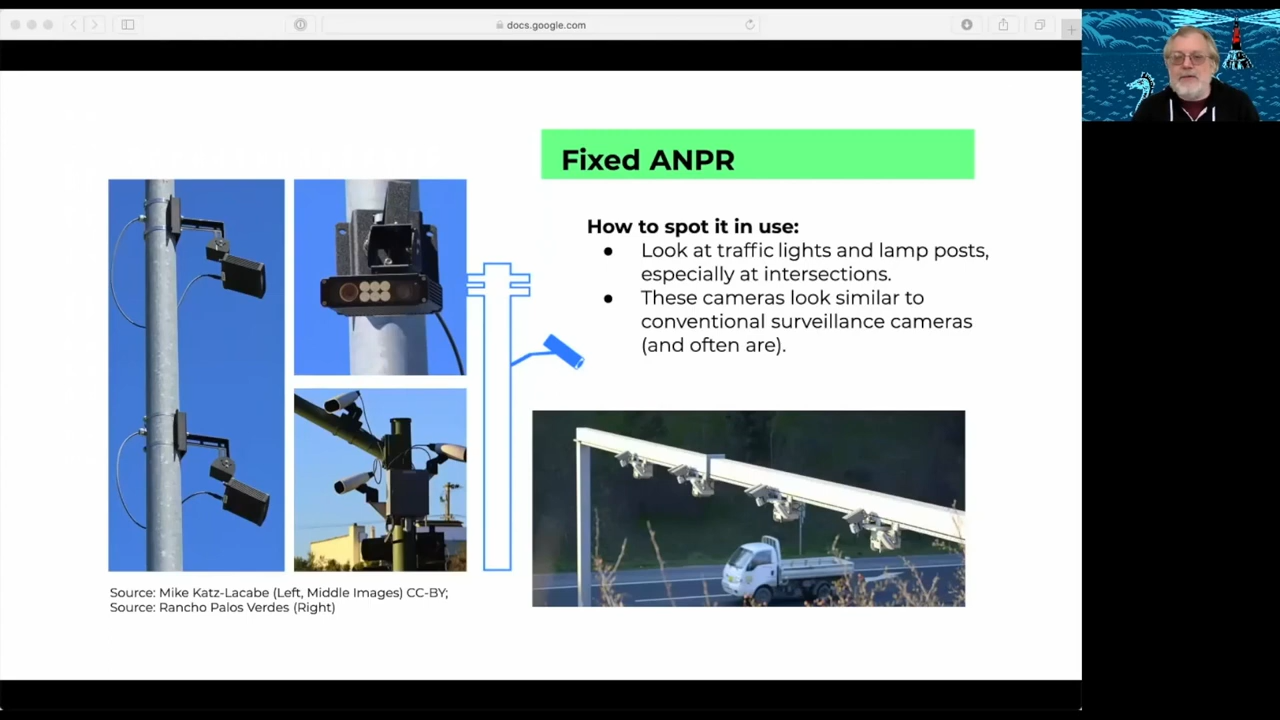 docs.google.com
Fixed ANPR
How to spot it in use:
● Look at traffic lights and lamp posts,
especially at intersections.
● These cameras look similar to
conventional surveillance cameras
(and often are).
Source: Mike Katz-Lacabe (Left, Middle Images) CC-BY;
Source: Rancho Palos Verdes (Right)